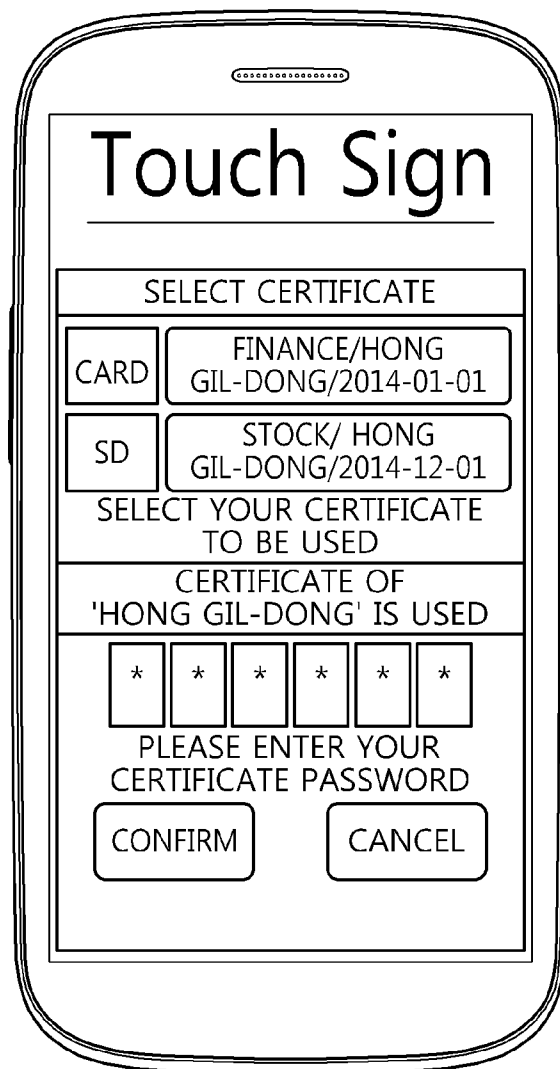 Touch Sign
SELECT CERTIFICATE
CARD
FINANCE/HONG
GIL-DONG/2014-01-01
SD
STOCK/ HONG
GIL-DONG/2014-12-01
SELECT YOUR CERTIFICATE
TO BE USED
CERTIFICATE OF
'HONG GIL-DONG' IS USED
* * * * * *
PLEASE ENTER YOUR
CERTIFICATE PASSWORD
CONFIRM
CANCEL